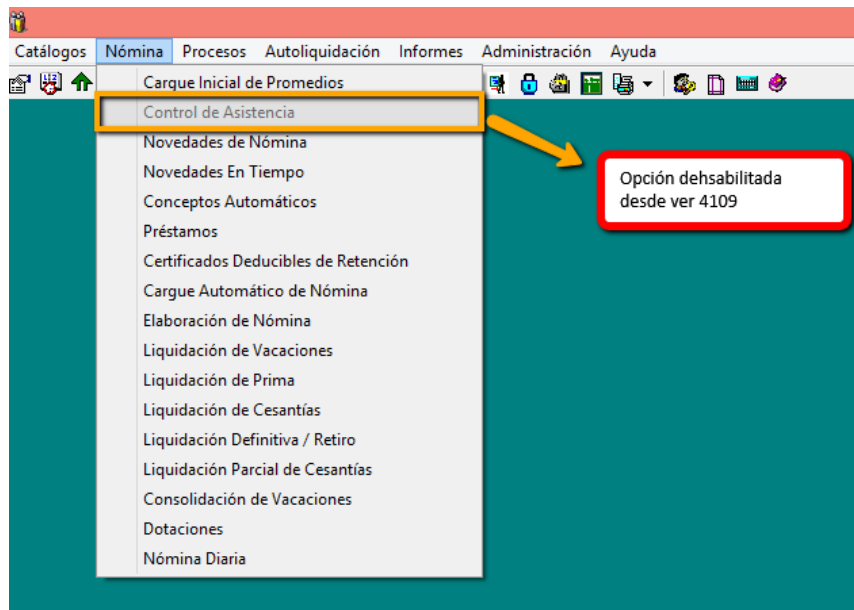 Catálogos Nómina Procesos Autoliquidación Informes Administración Ayuda
Cargue Inicial de Promedios
Control de Asistencia
Novedades de Nómina
Novedades En Tiempo
Conceptos Automáticos
Préstamos
Certificados Deducibles de Retención
Cargue Automático de Nómina
Elaboración de Nómina
Liquidación de Vacaciones
Liquidación de Prima
Liquidación de Cesantías
Liquidación Definitiva / Retiro
Liquidación Parcial de Cesantías
Consolidación de Vacaciones
Dotaciones
Nómina Diaria
Opción dehsabilitada
desde ver 4109